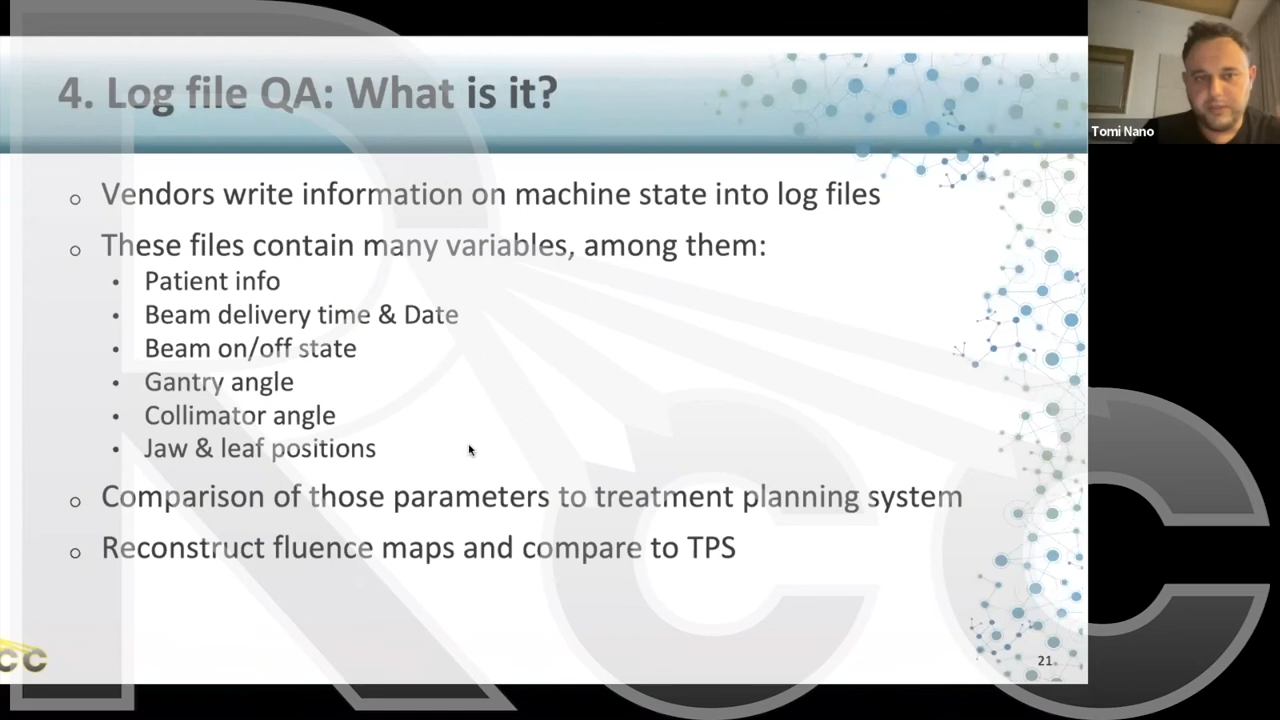 4. Log file QA: What is it?
Tomi Nano
Vendors write information on machine state into log files
These files contain many variables, among them:
Patient info
Beam delivery time & Date
Beam on/off state
Gantry angle
Collimator angle
Jaw & leaf positions
Comparison of those parameters to treatment planning system
Reconstruct fluence maps and compare to TPS
CC
21
RCC